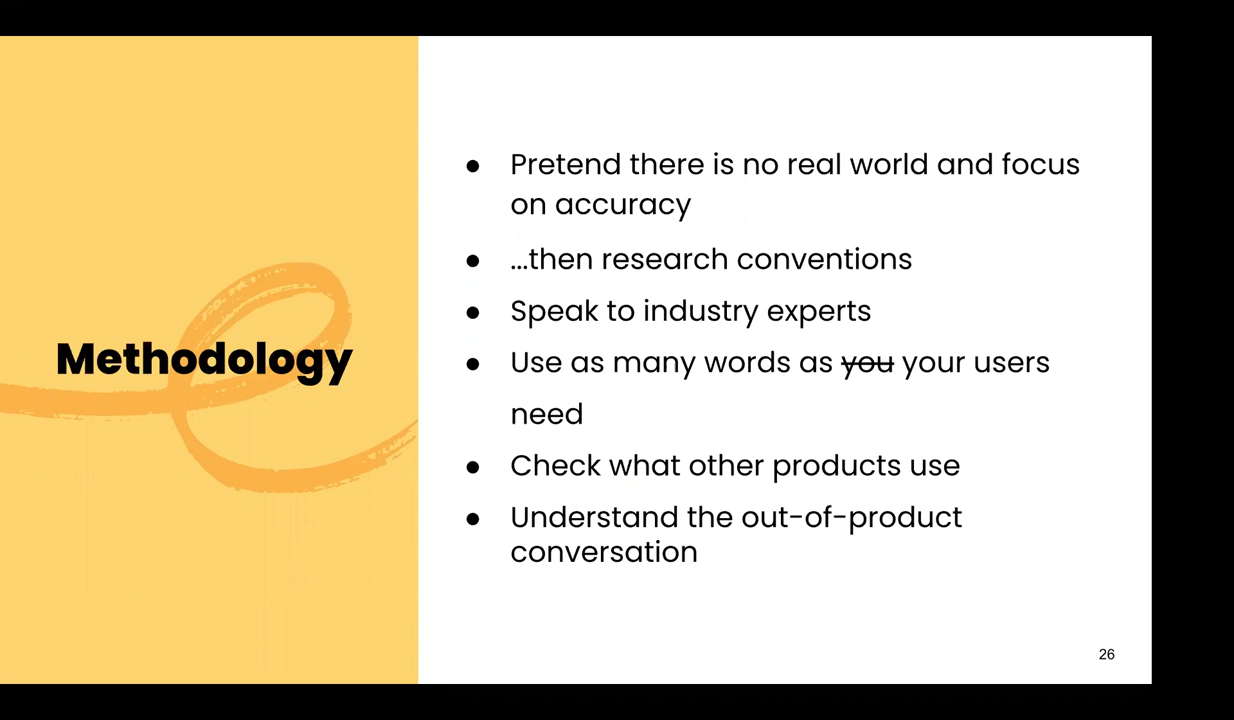 Methodology
● Pretend there is no real world and focus
on accuracy
● ...then research conventions
● Speak to industry experts
● Use as many words as you your users
need
● Check what other products use
● Understand the out-of-product
conversation
26